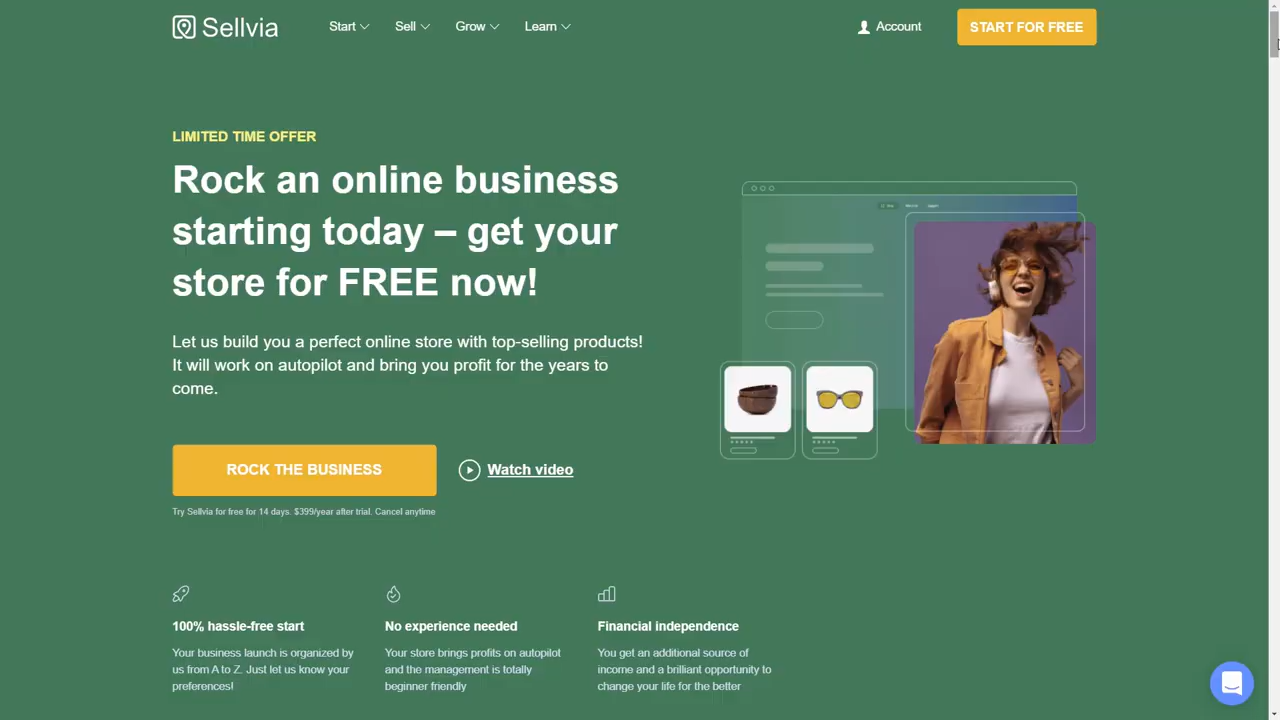 Sellvia
Start
Sell
Grow
Learn
Account
START FOR FREE
LIMITED TIME OFFER
Rock an online business
starting today – get your
store for FREE now!
Let us build you a perfect online store with top-selling products!
It will work on autopilot and bring you profit for the years to
come.
ROCK THE BUSINESS
Watch video
Try Sellvia for free for 14 days. $399/year after trial. Cancel anytime
100% hassle-free start
Your business launch is organized by
us from A to Z. Just let us know your
preferences!
No experience needed
Your store brings profits on autopilot
and the management is totally
beginner friendly
Financial independence
You get an additional source of
income and a brilliant opportunity to
change your life for the better